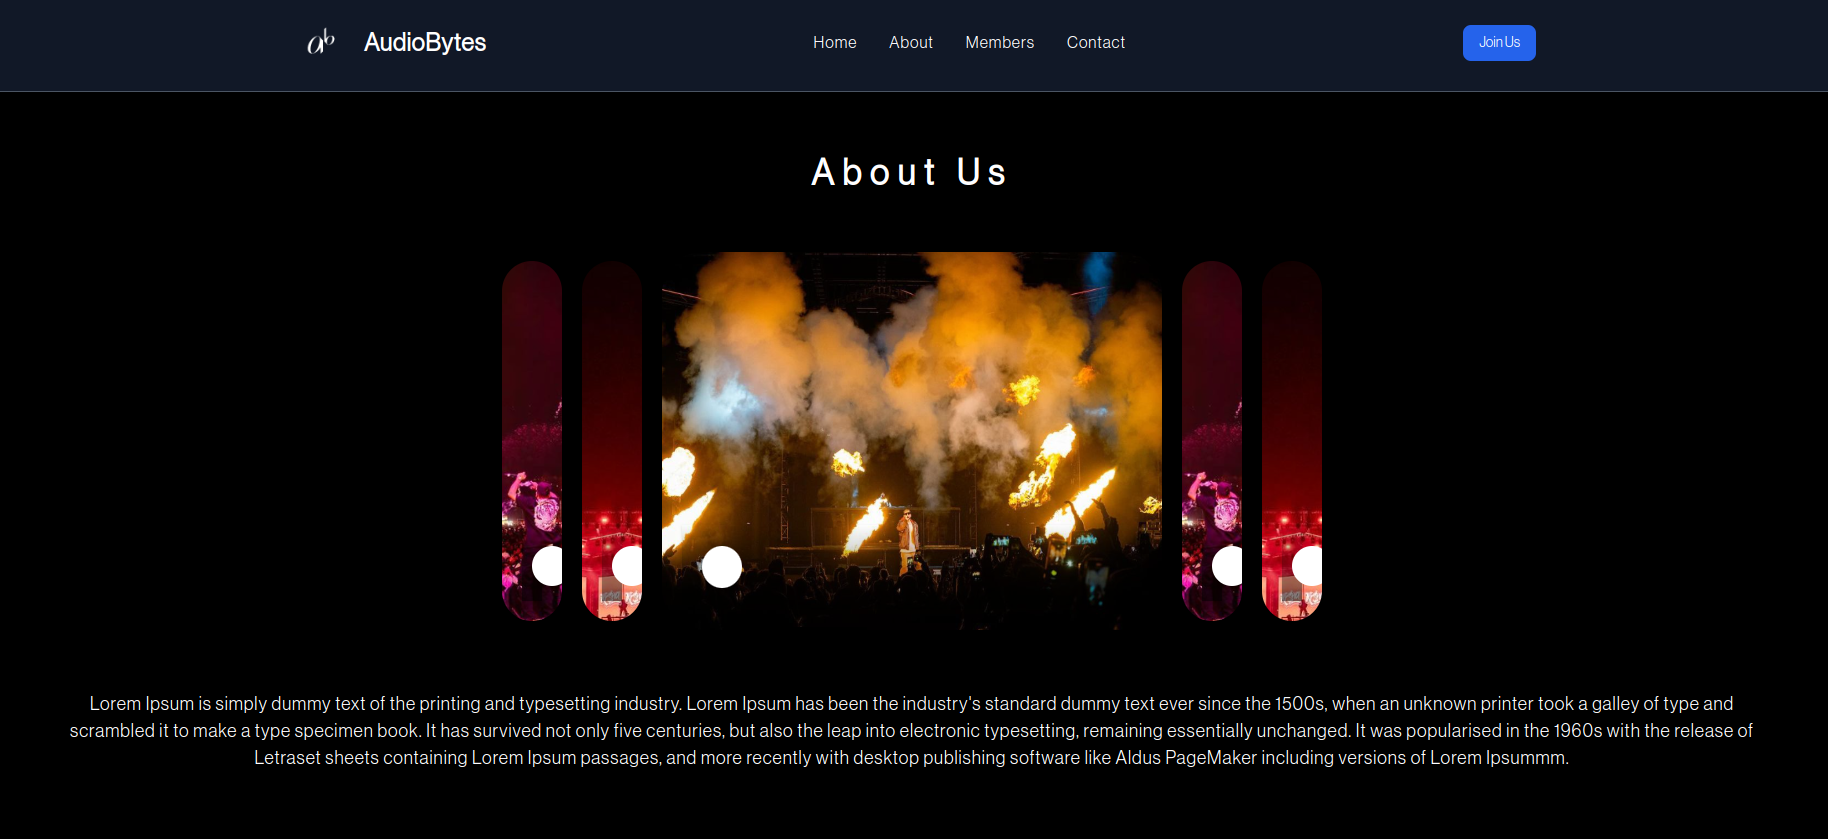 ab AudioBytes Home About Members Contact Join Us
About Us
Lorem Ipsum is simply dummy text of the printing and typesetting industry. Lorem Ipsum has been the industry's standard dummy text ever since the 1500s, when an unknown printer took a galley of type and
scrambled it to make a type specimen book. It has survived not only five centuries, but also the leap into electronic typesetting, remaining essentially unchanged. It was popularised in the 1960s with the release of
Letraset sheets containing Lorem Ipsum passages, and more recently with desktop publishing software like Aldus PageMaker including versions of Lorem Ipsummm.